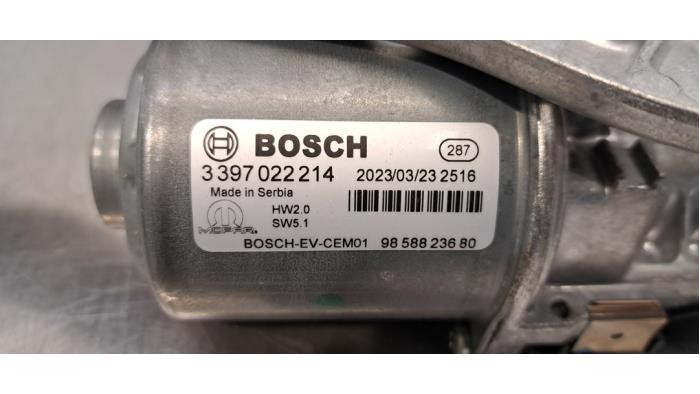 BOSCH 287
3 397 022 214 2023/03/23 2516
Made in Serbia
HW2.0
SW5.1
MOPAR
BOSCH-EV-CEM01 98 588 236 80